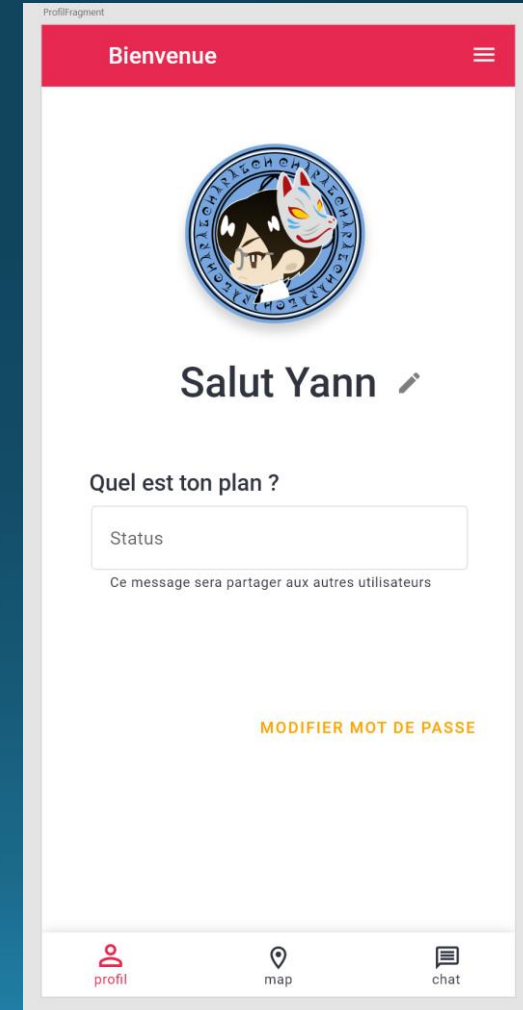 ProfilFragment
Bienvenue
Salut Yann
Quel est ton plan ?
Status
Ce message sera partager aux autres utilisateurs
MODIFIER MOT DE PASSE
profil
map
chat